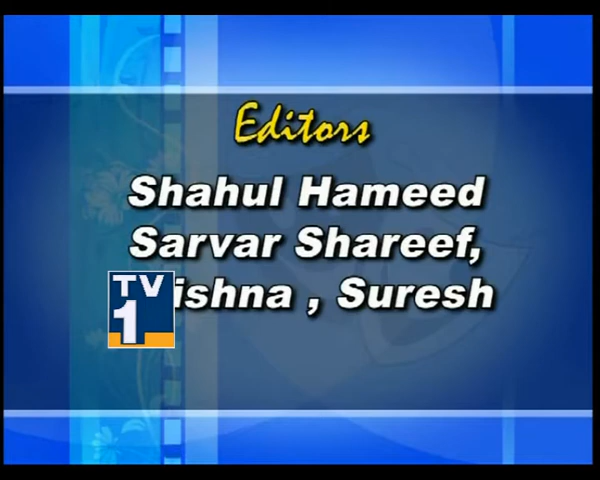 Editors
Shahul Hameed
Sarvar Shareef,
ishna , Suresh
TV
1